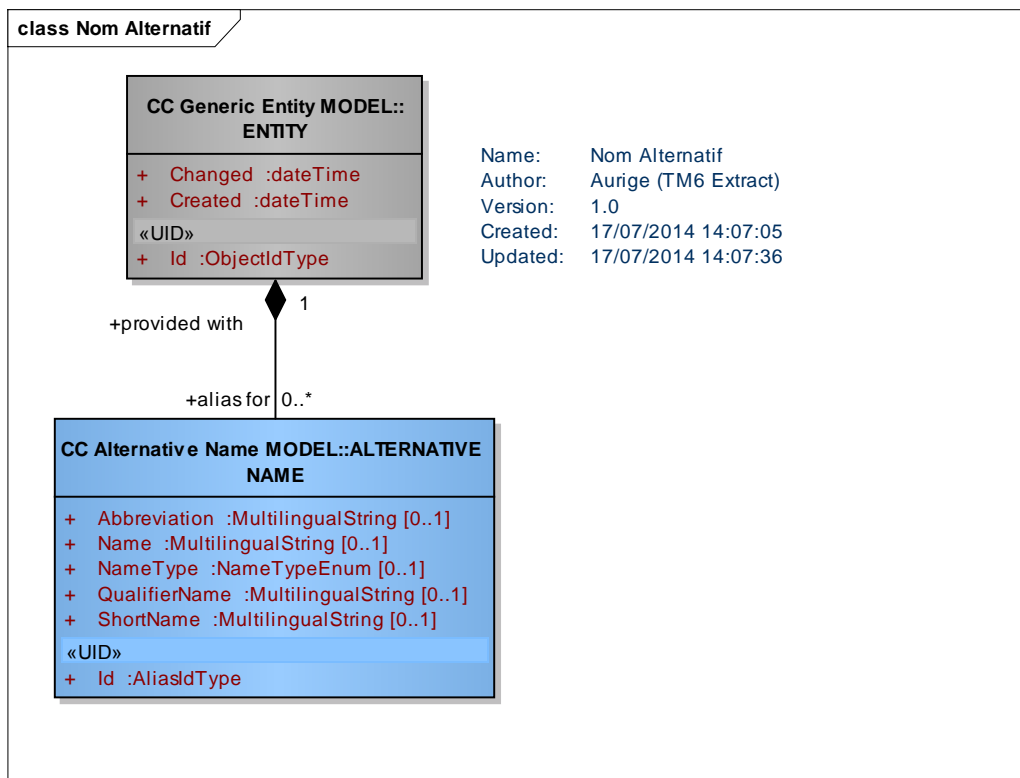 class Nom Alternatif
CC Generic Entity MODEL::
ENTITY
+ Changed :dateTime
+ Created :dateTime
«UID»
+ Id :ObjectIdType
Name: Nom Alternatif
Author: Aurige (TM6 Extract)
Version: 1.0
Created: 17/07/2014 14:07:05
Updated: 17/07/2014 14:07:36
1
+provided with
+alias for 0..*
CC Alternative Name MODEL::ALTERNATIVE
NAME
+ Abbreviation :MultilingualString [0..1]
+ Name :MultilingualString [0..1]
+ NameType :NameTypeEnum [0..1]
+ QualifierName :MultilingualString [0..1]
+ ShortName :MultilingualString [0..1]
«UID»
+ Id :AliasIdType